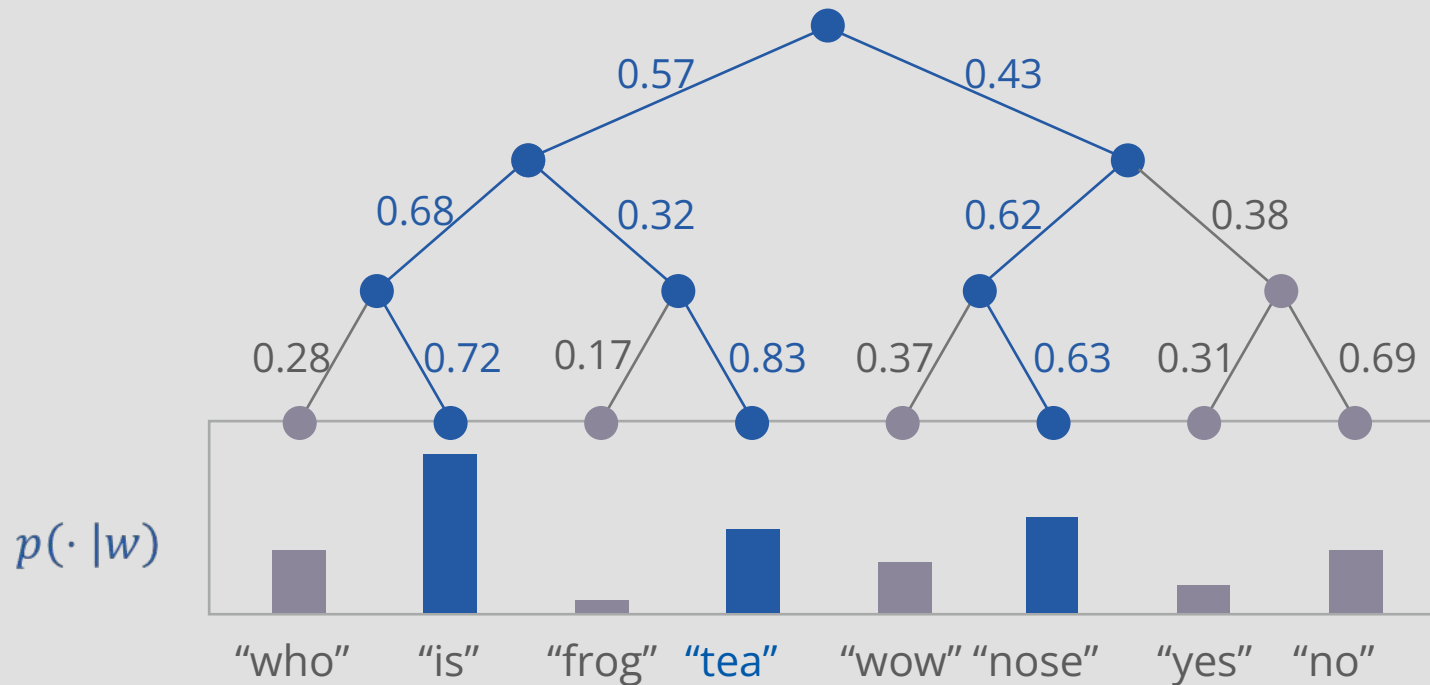 0.57 0.43
0.68 0.32 0.62 0.38
0.28 0.72 0.17 0.83 0.37 0.63 0.31 0.69
p(· |w)
“who” “is” “frog” “tea” “wow” “nose” “yes” “no”